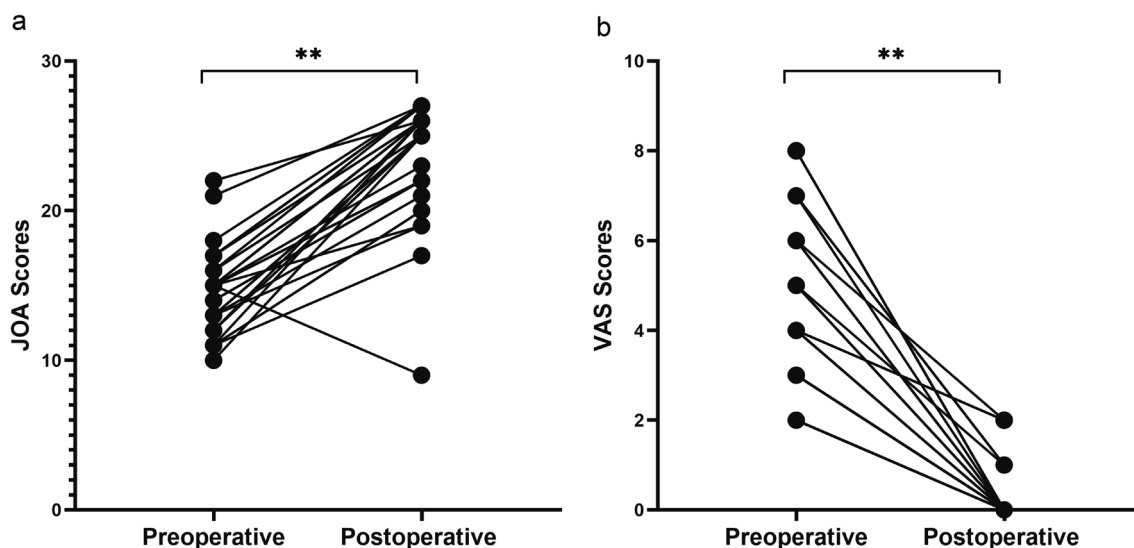 a
**
30
20
10
0
JOA Scores
Preoperative
Postoperative
b
**
10
8
6
4
2
0
VAS Scores
Preoperative
Postoperative